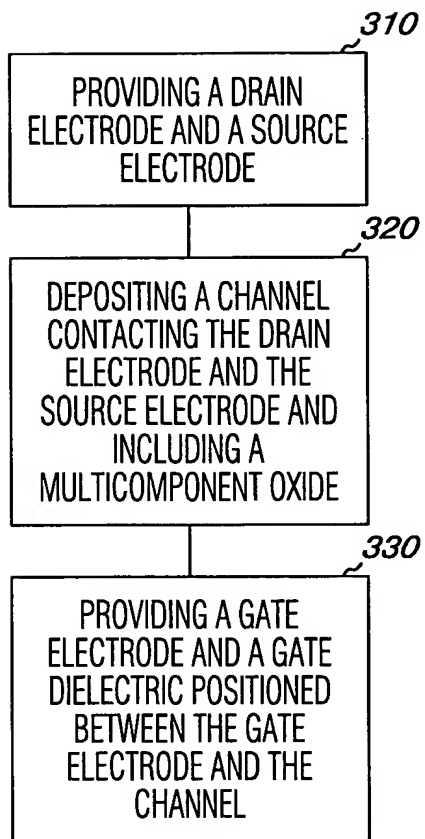 310
PROVIDING A DRAIN
ELECTRODE AND A SOURCE
ELECTRODE
320
DEPOSITING A CHANNEL
CONTACTING THE DRAIN
ELECTRODE AND THE
SOURCE ELECTRODE AND
INCLUDING A
MULTICOMPONENT OXIDE
330
PROVIDING A GATE
ELECTRODE AND A GATE
DIELECTRIC POSITIONED
BETWEEN THE GATE
ELECTRODE AND THE
CHANNEL